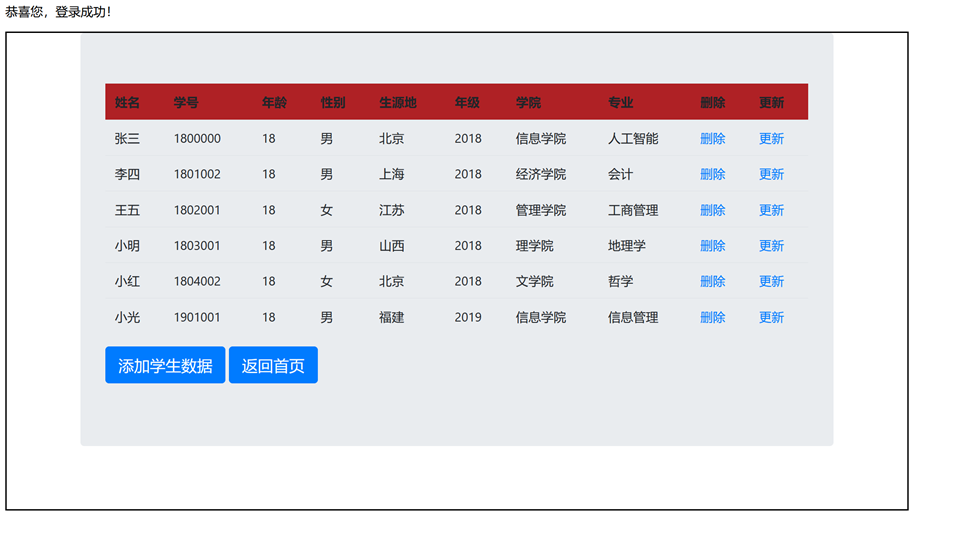 恭喜您，登录成功！
姓名 学号 年龄 性别 生源地 年级 学院 专业 删除 更新
张三 1800000 18 男 北京 2018 信息学院 人工智能 删除 更新
李四 1801002 18 男 上海 2018 经济学院 会计 删除 更新
王五 1802001 18 女 江苏 2018 管理学院 工商管理 删除 更新
小明 1803001 18 男 山西 2018 理学院 地理学 删除 更新
小红 1804002 18 女 北京 2018 文学院 哲学 删除 更新
小光 1901001 18 男 福建 2019 信息学院 信息管理 删除 更新
添加学生数据 返回首页